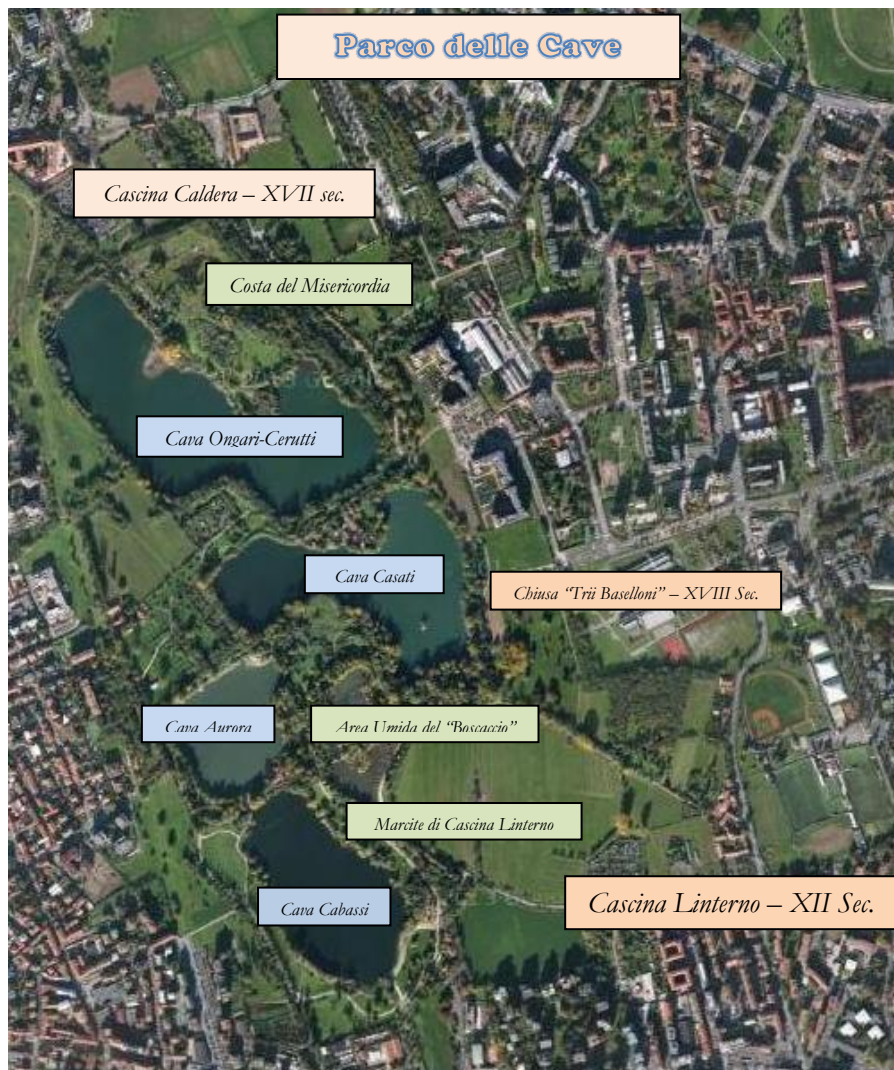 Parco delle Cave
Cascina Caldera – XVII sec.
Costa del Misericordia
Cava Ongari-Cerutti
Cava Casati
Chiusa “Trii Baselloni” – XVIII Sec.
Cava Aurora
Area Umida del “Boscaccio”
Marcite di Cascina Linterno
Cava Cabassi
Cascina Linterno – XII Sec.